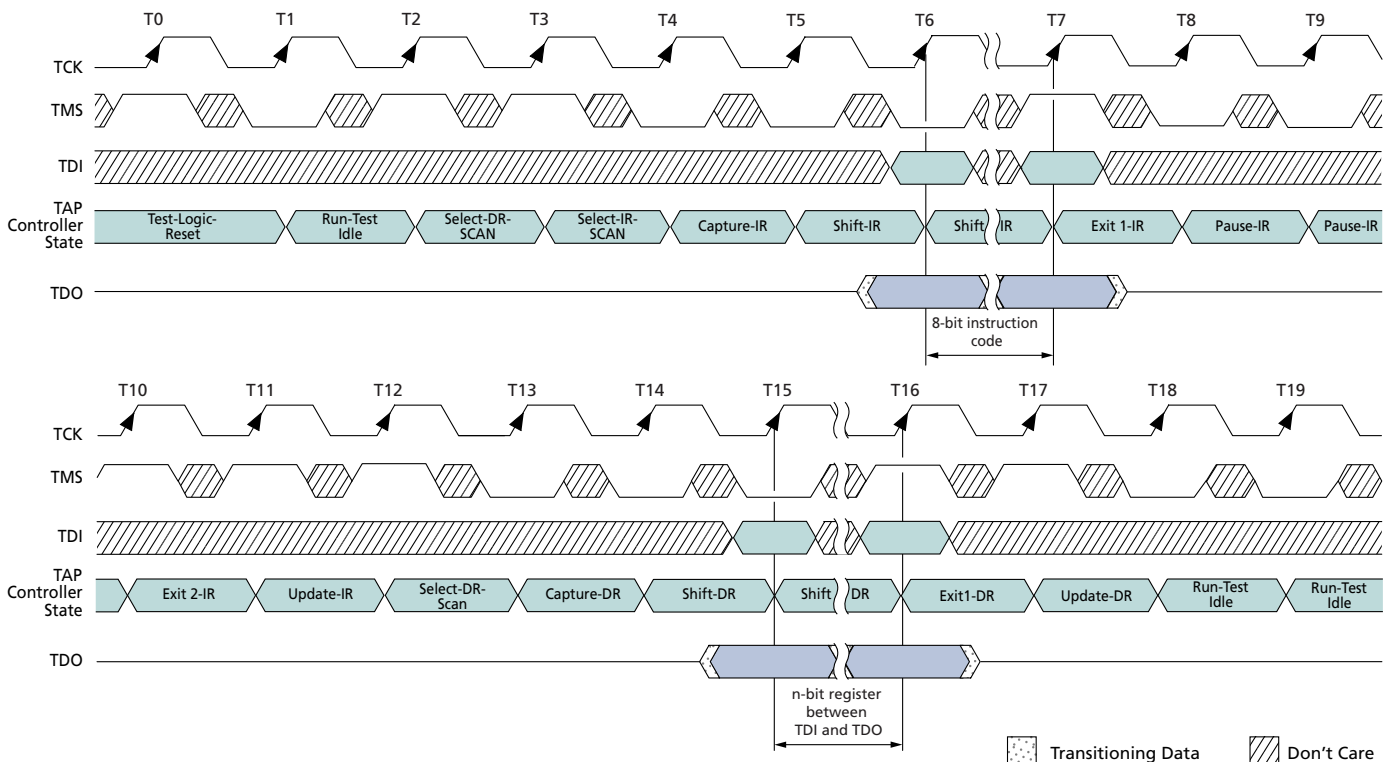 T0 T1 T2 T3 T4 T5 T6 T7 T8 T9
TCK
TMS
TDI
TAP
Controller
State
Test-Logic-
Reset
Run-Test
Idle
Select-DR-
SCAN
Select-IR-
SCAN
Capture-IR
Shift-IR
Shift IR
Exit 1-IR
Pause-IR
Pause-IR
TDO
8-bit instruction
code
T10 T11 T12 T13 T14 T15 T16 T17 T18 T19
TCK
TMS
TDI
TAP
Controller
State
Exit 2-IR
Update-IR
Select-DR-
Scan
Capture-DR
Shift-DR
Shift DR
Exit1-DR
Update-DR
Run-Test
Idle
Run-Test
Idle
TDO
n-bit register
between
TDI and TDO
Transitioning Data
Don't Care